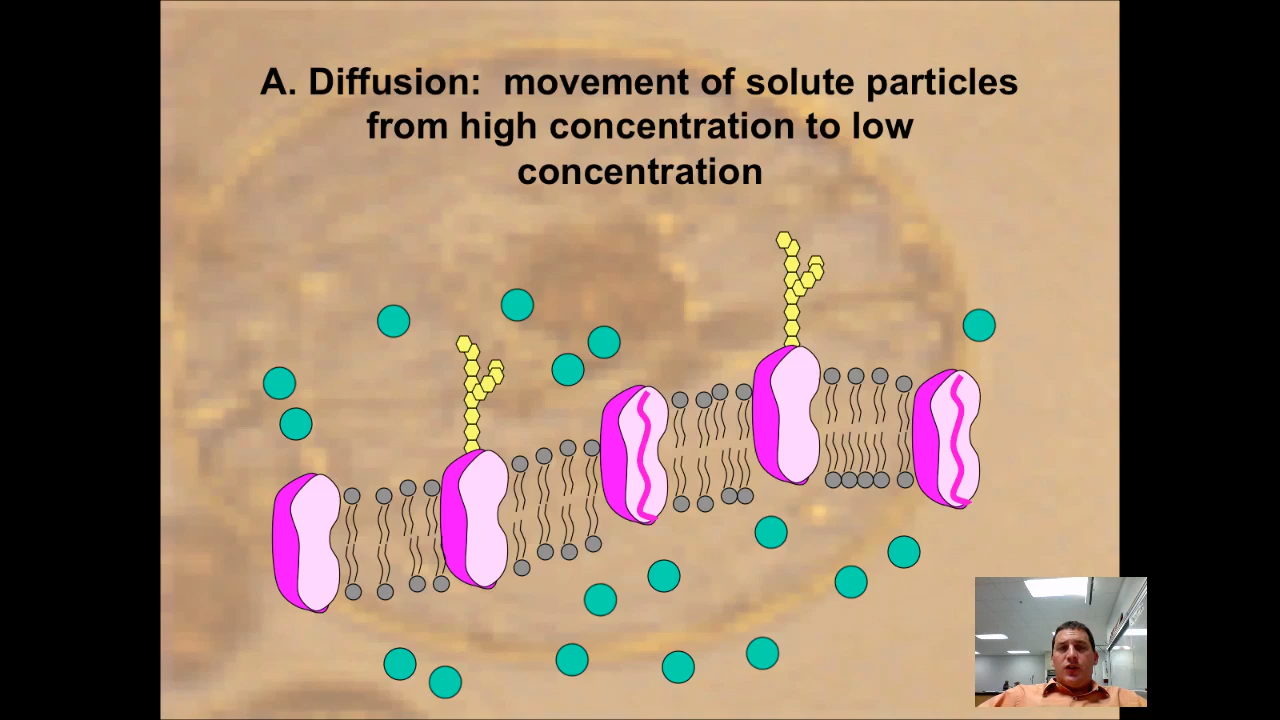 A. Diffusion:  movement of solute particles
from high concentration to low
concentration